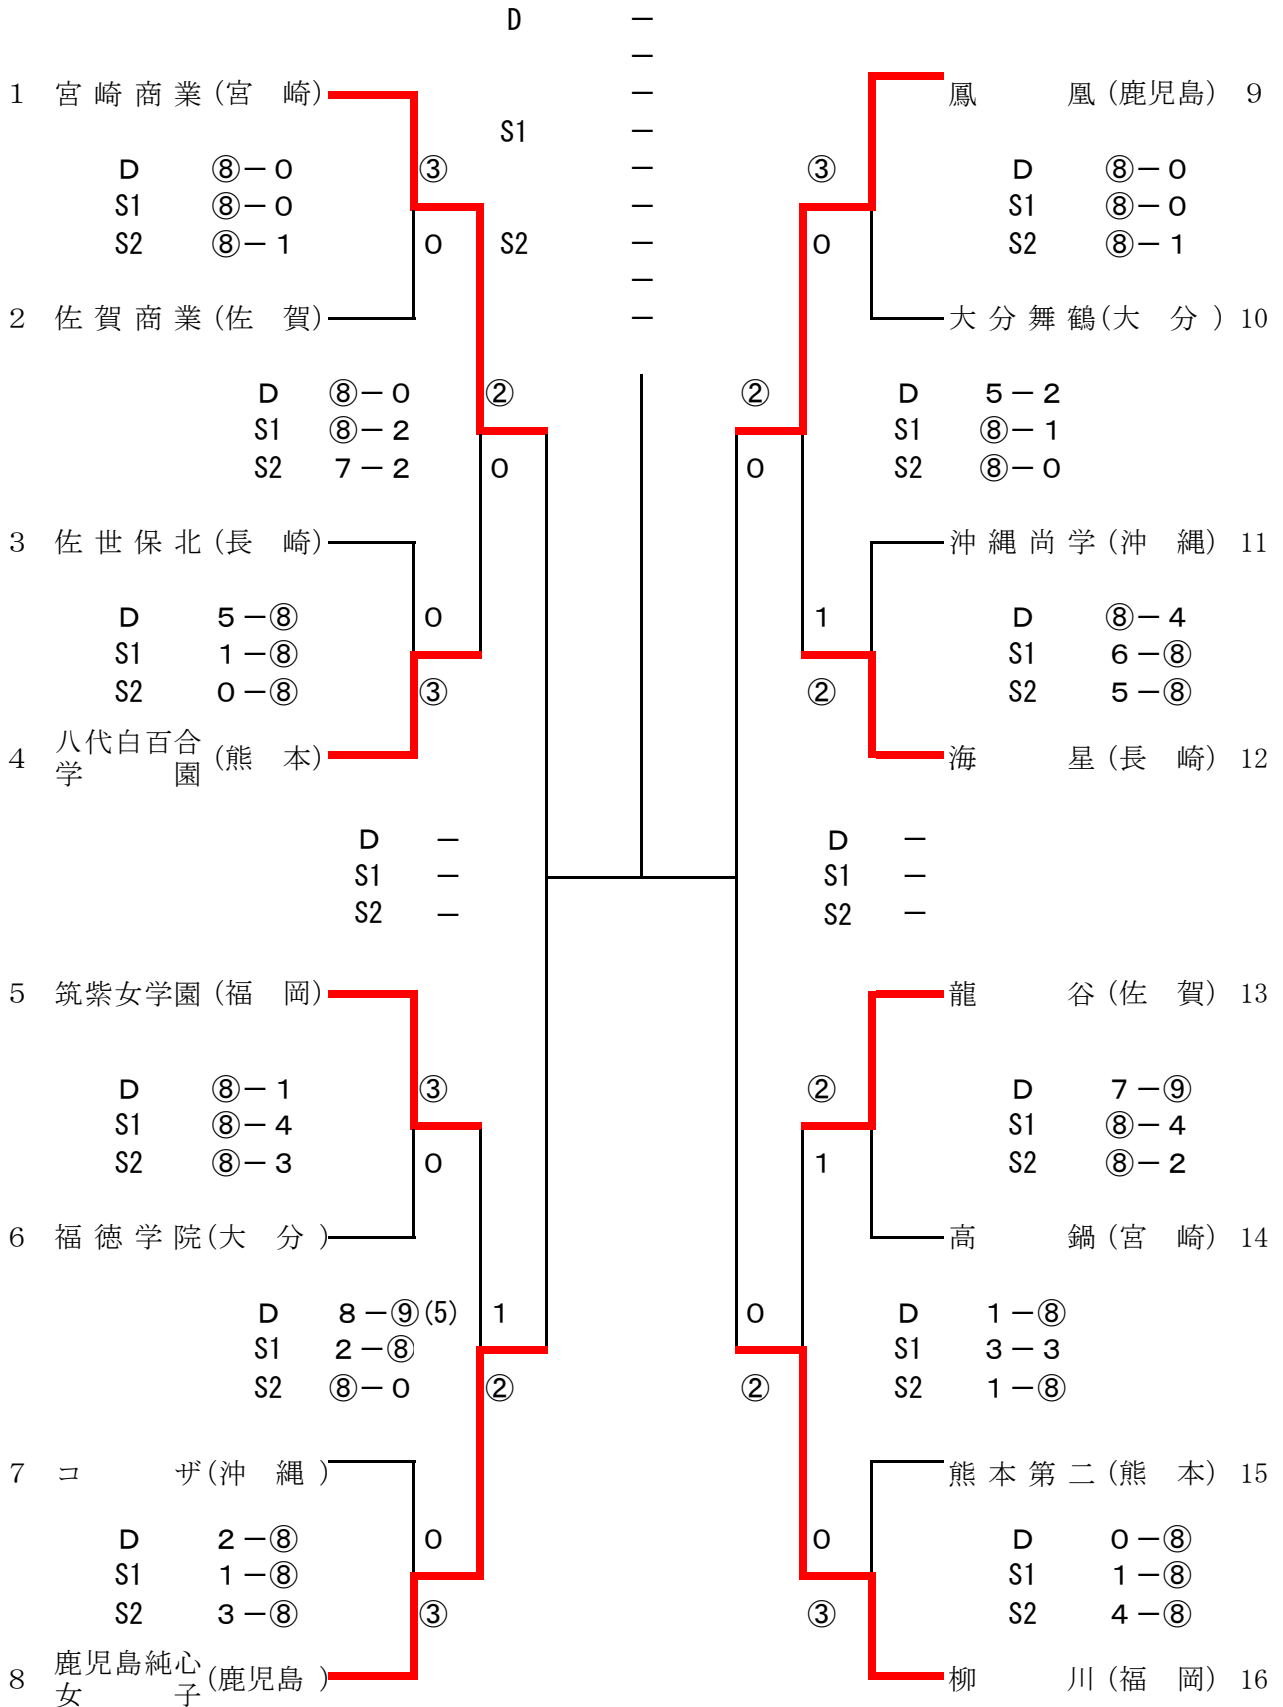 D －
－
－
S1 －
－
－
S2 －
－
－
1 宮崎商業(宮 崎)
D ⑧－0 ③
S1 ⑧－0
S2 ⑧－1 0
2 佐賀商業(佐 賀)
D ⑧－0 ②
S1 ⑧－2
S2 7－2 0
3 佐世保北(長 崎)
D 5－⑧ 0
S1 1－⑧
S2 0－⑧ ③
4 八代白百合学園(熊 本)
D －
S1 －
S2 －
5 筑紫女学園(福 岡)
D ⑧－1 ③
S1 ⑧－4
S2 ⑧－3 0
6 福徳学院(大 分)
D 8－⑨(5) 1
S1 2－⑧
S2 ⑧－0 ②
7 コ ザ(沖 縄)
D 2－⑧ 0
S1 1－⑧
S2 3－⑧ ③
8 鹿児島純心女 子(鹿児島)
鳳 凰(鹿児島) 9
③ D ⑧－0
S1 ⑧－0
0 S2 ⑧－1
大分舞鶴(大 分) 10
② D 5－2
S1 ⑧－1
0 S2 ⑧－0
沖縄尚学(沖 縄) 11
1 D ⑧－4
S1 6－⑧
② S2 5－⑧
海 星(長 崎) 12
D －
S1 －
S2 －
龍 谷(佐 賀) 13
② D 7－⑨
S1 ⑧－4
1 S2 ⑧－2
高 鍋(宮 崎) 14
0 D 1－⑧
S1 3－3
② S2 1－⑧
熊本第二(熊 本) 15
0 D 0－⑧
S1 1－⑧
③ S2 4－⑧
柳 川(福 岡) 16